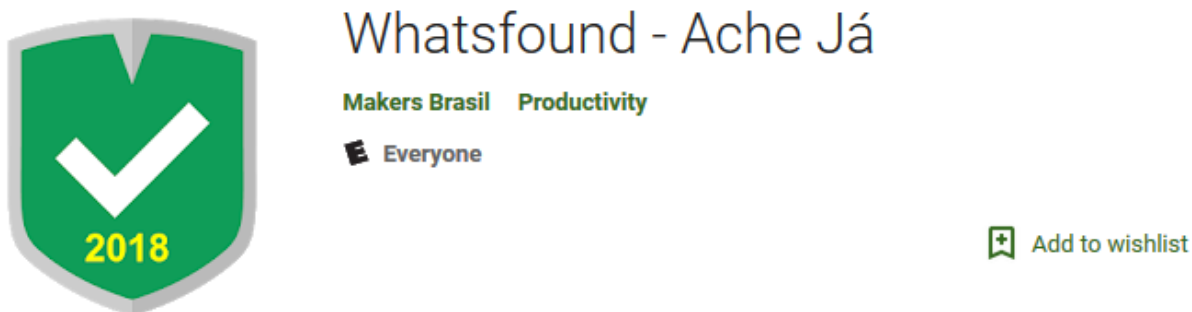 Whatsfound - Ache Já
Makers Brasil Productivity
E Everyone
2018
Add to wishlist